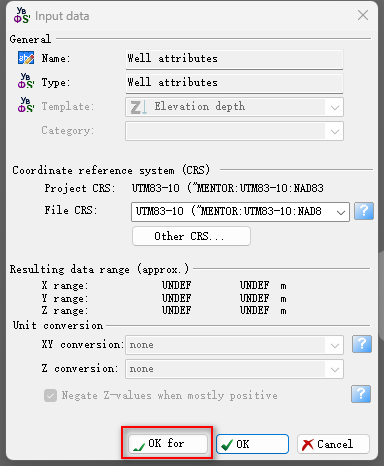 Input data
General
Name: Well attributes
Type: Well attributes
Template: Elevation depth
Category:
Coordinate reference system (CRS)
Project CRS: UTM83-10 ("MENTOR:UTM83-10:NAD83
File CRS: UTM83-10 ("MENTOR:UTM83-10:NAD8
Other CRS...
Resulting data range (approx.)
X range: UNDEF UNDEF m
Y range: UNDEF UNDEF m
Z range: UNDEF UNDEF m
Unit conversion
XY conversion: none
Z conversion: none
Negate Z-values when mostly positive
OK for OK Cancel